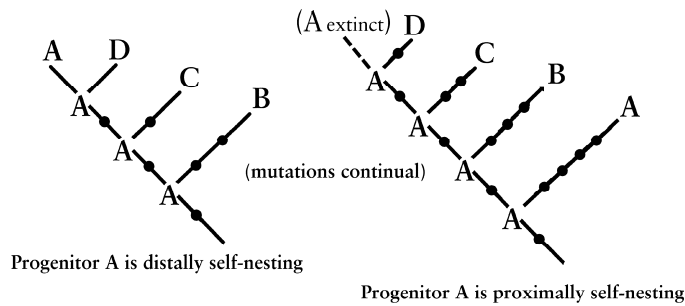 (A extinct)
A D
D
C
C
B
B
A
A
A
A
A
A
A
A
(mutations continual)
Progenitor A is distally self-nesting
Progenitor A is proximally self-nesting